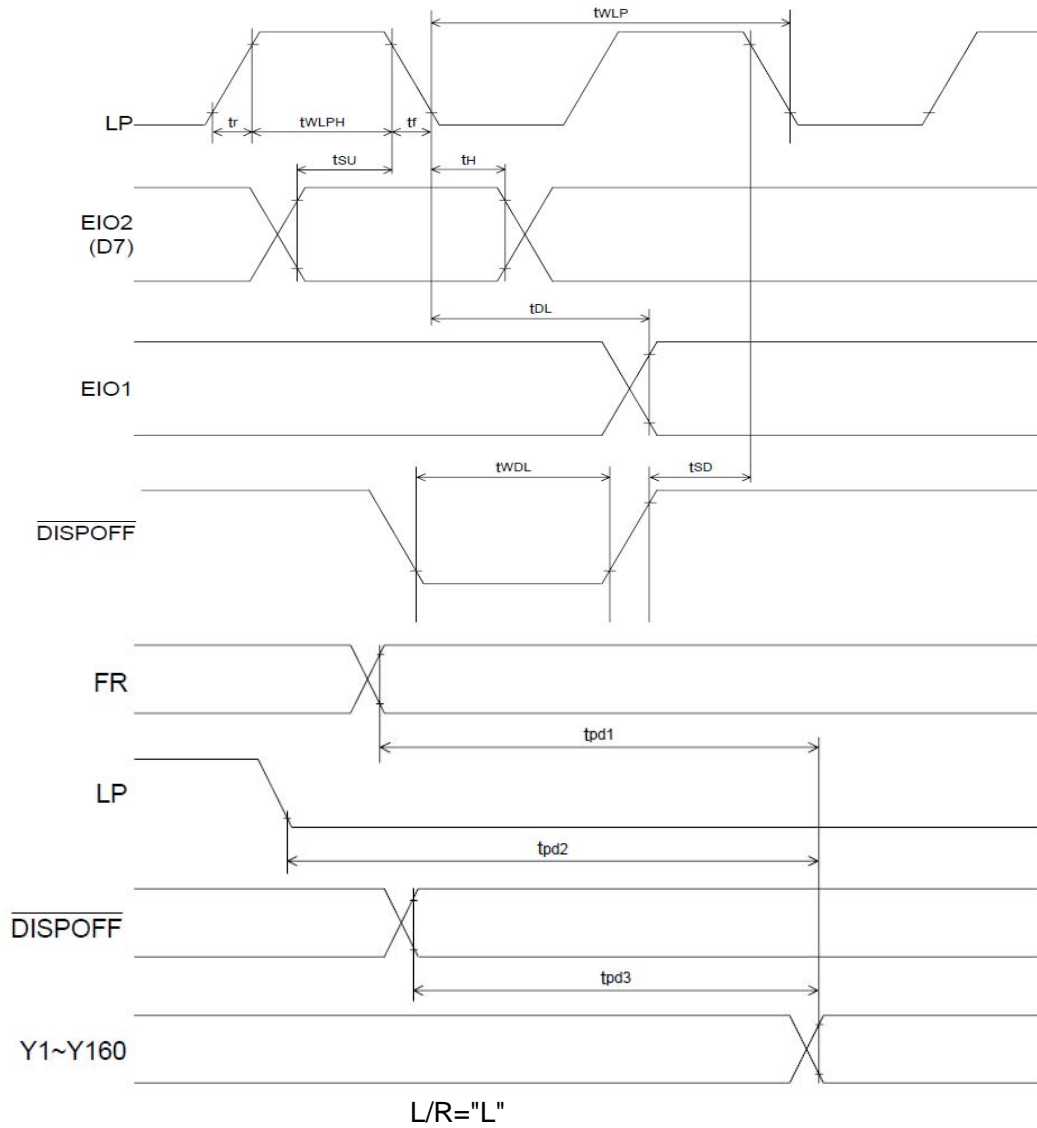 tWLP
LP
tr
tWLPH
tf
tSU
tH
EIO2
(D7)
tDL
EIO1
tWDL
tSD
DISPOFF
FR
tpd1
LP
tpd2
DISPOFF
tpd3
Y1~Y160
L/R="L"